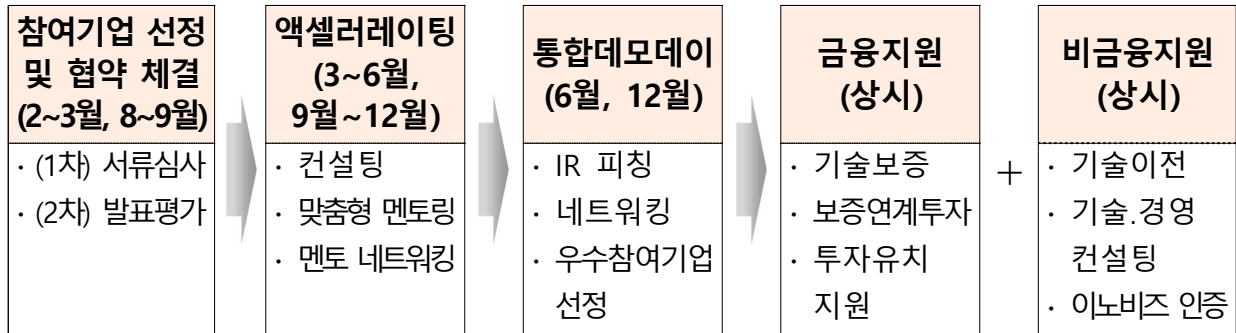 참여기업 선정
및 협약 체결
(2~3월, 8~9월)
· (1차) 서류심사
· (2차) 발표평가
액셀러레이팅
(3~6월,
9월~12월)
· 컨설팅
· 맞춤형 멘토링
· 멘토 네트워킹
통합데모데이
(6월, 12월)
· IR 피칭
· 네트워킹
· 우수참여기업
선정
금융지원
(상시)
· 기술보증
· 보증연계투자
· 투자유치
지원
+
비금융지원
(상시)
· 기술이전
· 기술.경영
컨설팅
· 이노비즈 인증